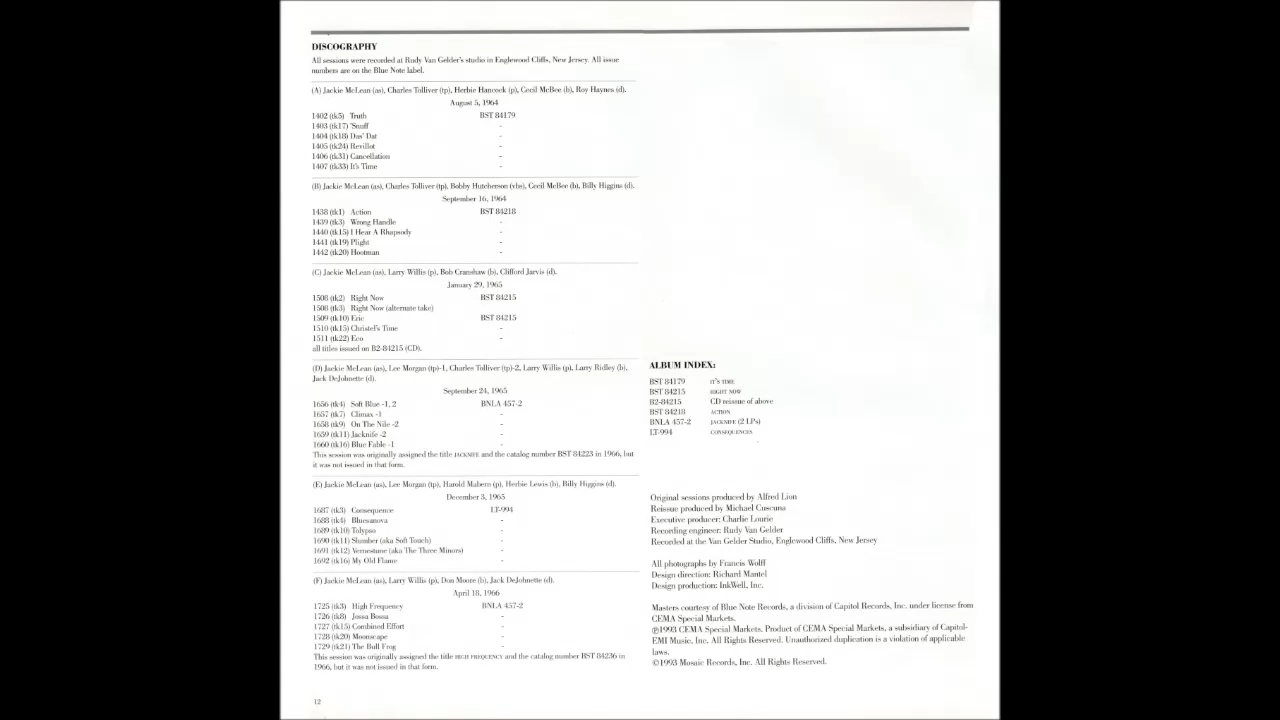 DISCOGRAPHY
All sessions were recorded at Rudy Van Gelder's studio in Englewood Cliffs, New Jersey. All issue
numbers are on the Blue Note label.
(A) Jackie McLean (as), Charles Tolliver (tp), Herbie Hancock (p), Cecil McBee (b), Roy Haynes (d).
August 5, 1964
1402 (tk5) Truth BST 84179
1403 (tk17) 'Snuff -
1404 (tk18) Das' Dat -
1405 (tk24) Revillot -
1406 (tk31) Cancellation -
1407 (tk33) It's Time -
(B) Jackie McLean (as), Charles Tolliver (tp), Bobby Hutcherson (vbs), Cecil McBee (b), Billy Higgins (d).
September 16, 1964
1438 (tk1) Action BST 84218
1439 (tk3) Wrong Handle -
1440 (tk15) I Hear A Rhapsody -
1441 (tk19) Plight -
1442 (tk20) Hootman -
(C) Jackie McLean (as), Larry Willis (p), Bob Cranshaw (b), Clifford Jarvis (d).
January 29, 1965
1508 (tk2) Right Now BST 84215
1508 (tk3) Right Now (alternate take)
1509 (tk10) Eric BST 84215
1510 (tk15) Christel's Time -
1511 (tk22) Eco -
all titles issued on B2-84215 (CD).
(D) Jackie McLean (as), Lee Morgan (tp)-1, Charles Tolliver (tp)-2, Larry Willis (p), Larry Ridley (b),
Jack DeJohnette (d).
September 24, 1965
1656 (tk4) Soft Blue -1, 2 BNLA 457-2
1657 (tk7) Climax -1 -
1658 (tk9) On The Nile -2 -
1659 (tk11) Jacknife -2 -
1660 (tk16) Blue Fable -1 -
This session was originally assigned the title JACKNIFE and the catalog number BST 84223 in 1966, but
it was not issued in that form.
(E) Jackie McLean (as), Lee Morgan (tp), Harold Mabern (p), Herbie Lewis (b), Billy Higgins (d).
December 3, 1965
1687 (tk3) Consequence LT-994
1688 (tk4) Bluesanova -
1689 (tk10) Tolypso -
1690 (tk11) Slumber (aka Soft Touch) -
1691 (tk12) Vernestune (aka The Three Minors) -
1692 (tk16) My Old Flame -
(F) Jackie McLean (as), Larry Willis (p), Don Moore (b), Jack DeJohnette (d).
April 18, 1966
1725 (tk3) High Frequency BNLA 457-2
1726 (tk8) Jossa Bossa -
1727 (tk15) Combined Effort -
1728 (tk20) Moonscape -
1729 (tk21) The Bull Frog -
This session was originally assigned the title HIGH FREQUENCY and the catalog number BST 84236 in
1966, but it was not issued in that form.
12
ALBUM INDEX:
BST 84179 IT'S TIME
BST 84215 RIGHT NOW
B2-84215 CD reissue of above
BST 84218 ACTION
BNLA 457-2 JACKNIFE (2 LPs)
LT-994 CONSEQUENCES
Original sessions produced by Alfred Lion
Reissue produced by Michael Cuscuna
Executive producer: Charlie Lourie
Recording engineer: Rudy Van Gelder
Recorded at the Van Gelder Studio, Englewood Cliffs, New Jersey
All photographs by Francis Wolff
Design direction: Richard Mantel
Design production: InkWell, Inc.
Masters courtesy of Blue Note Records, a division of Capitol Records, Inc. under license from
CEMA Special Markets.
℗1993 CEMA Special Markets. Product of CEMA Special Markets, a subsidiary of Capitol-
EMI Music, Inc. All Rights Reserved. Unauthorized duplication is a violation of applicable
laws.
©1993 Mosaic Records, Inc. All Rights Reserved.